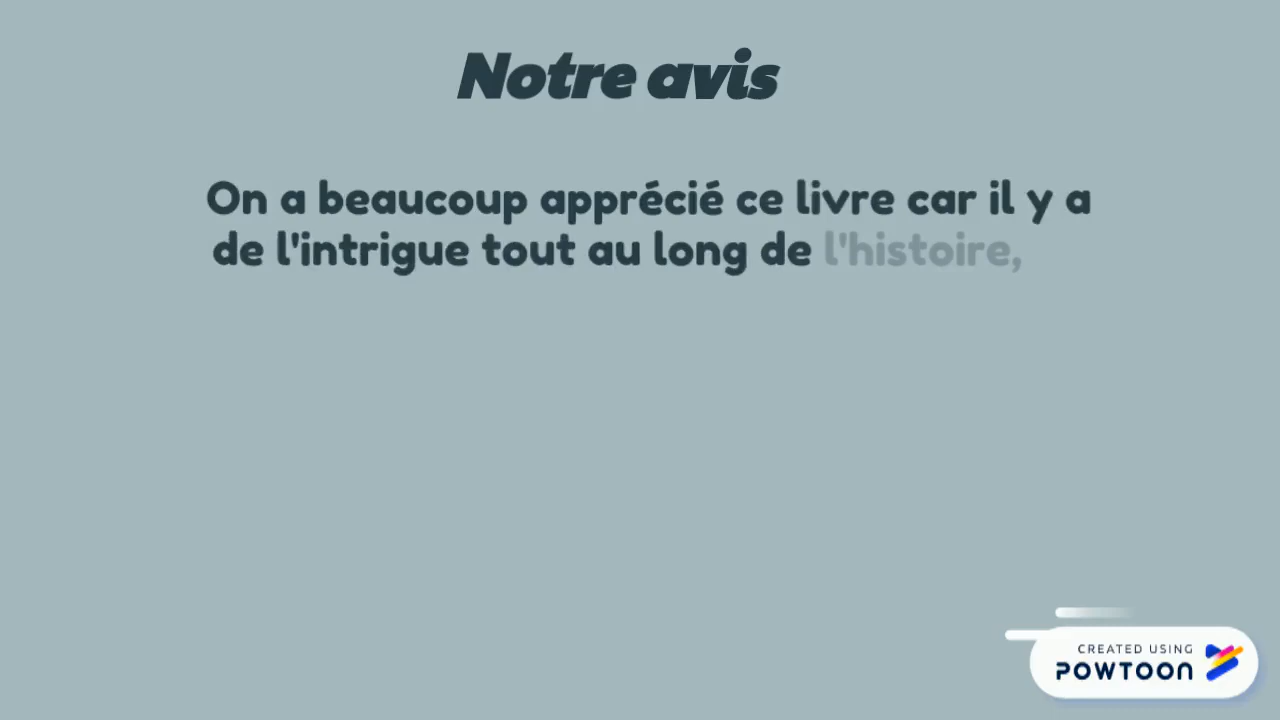 Notre avis
On a beaucoup apprécié ce livre car il y a
de l'intrigue tout au long de l'histoire,
CREATED USING
POWTOON